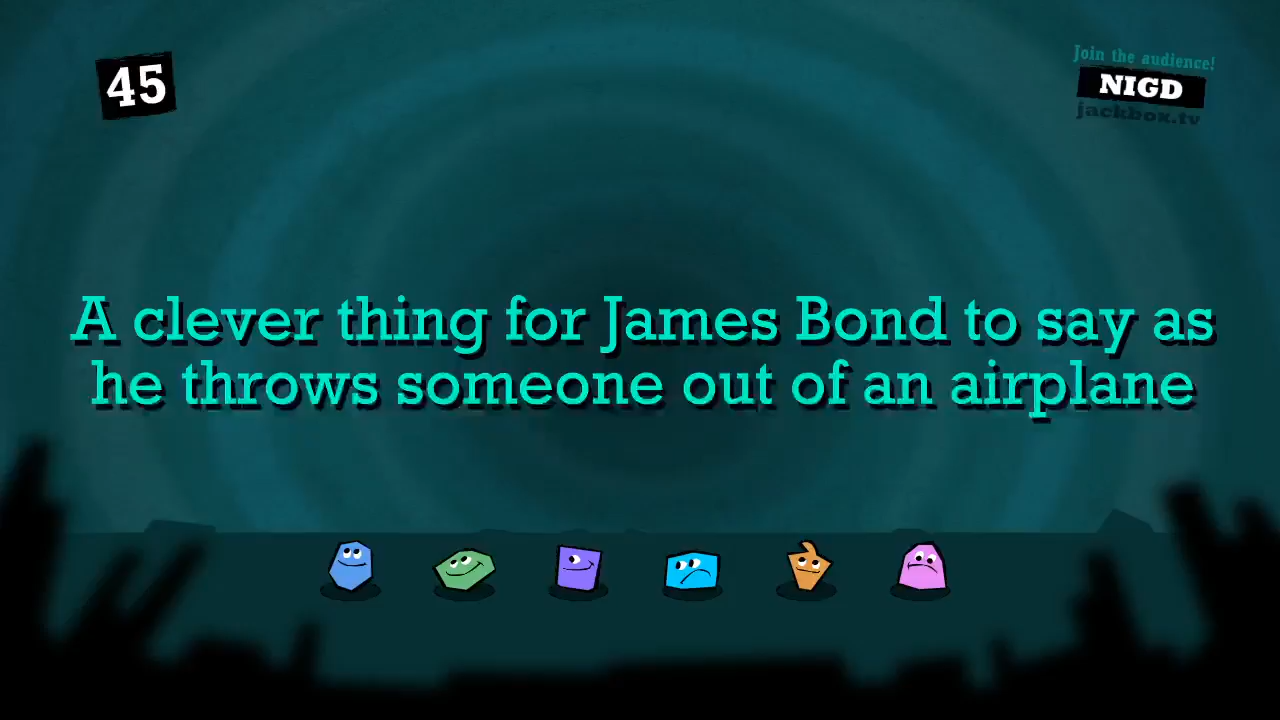 45
Join the audience!
NIGD
jackbox.tv
A clever thing for James Bond to say as
he throws someone out of an airplane